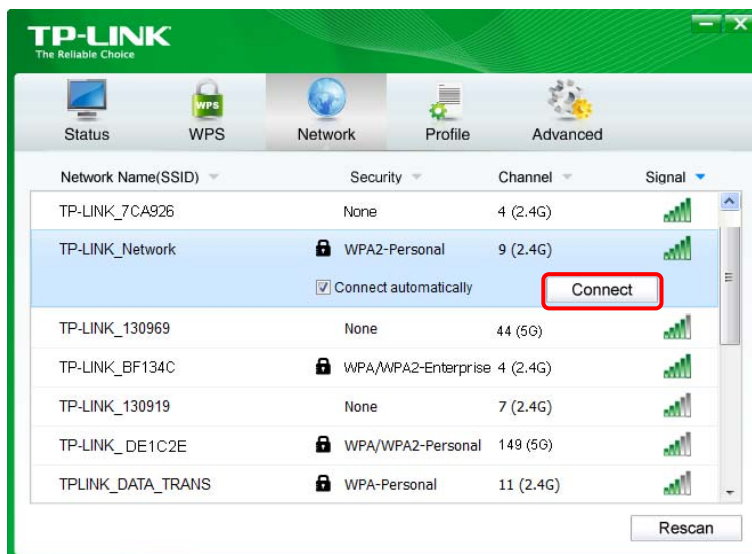 TP-LINK
The Reliable Choice
WPS
Status WPS Network Profile Advanced
Network Name(SSID) Security Channel Signal
TP-LINK_7CA926 None 4 (2.4G)
TP-LINK_Network WPA2-Personal 9 (2.4G)
Connect automatically Connect
TP-LINK_130969 None 44 (5G)
TP-LINK_BF134C WPA/WPA2-Enterprise 4 (2.4G)
TP-LINK_130919 None 7 (2.4G)
TP-LINK_DE1C2E WPA/WPA2-Personal 149 (5G)
TPLINK_DATA_TRANS WPA-Personal 11 (2.4G)
Rescan